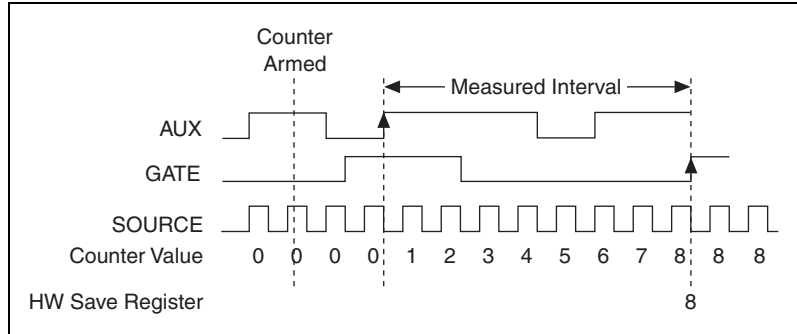 Counter
Armed
Measured Interval
AUX
GATE
SOURCE
Counter Value 0 0 0 0 1 2 3 4 5 6 7 8 8 8
HW Save Register 8